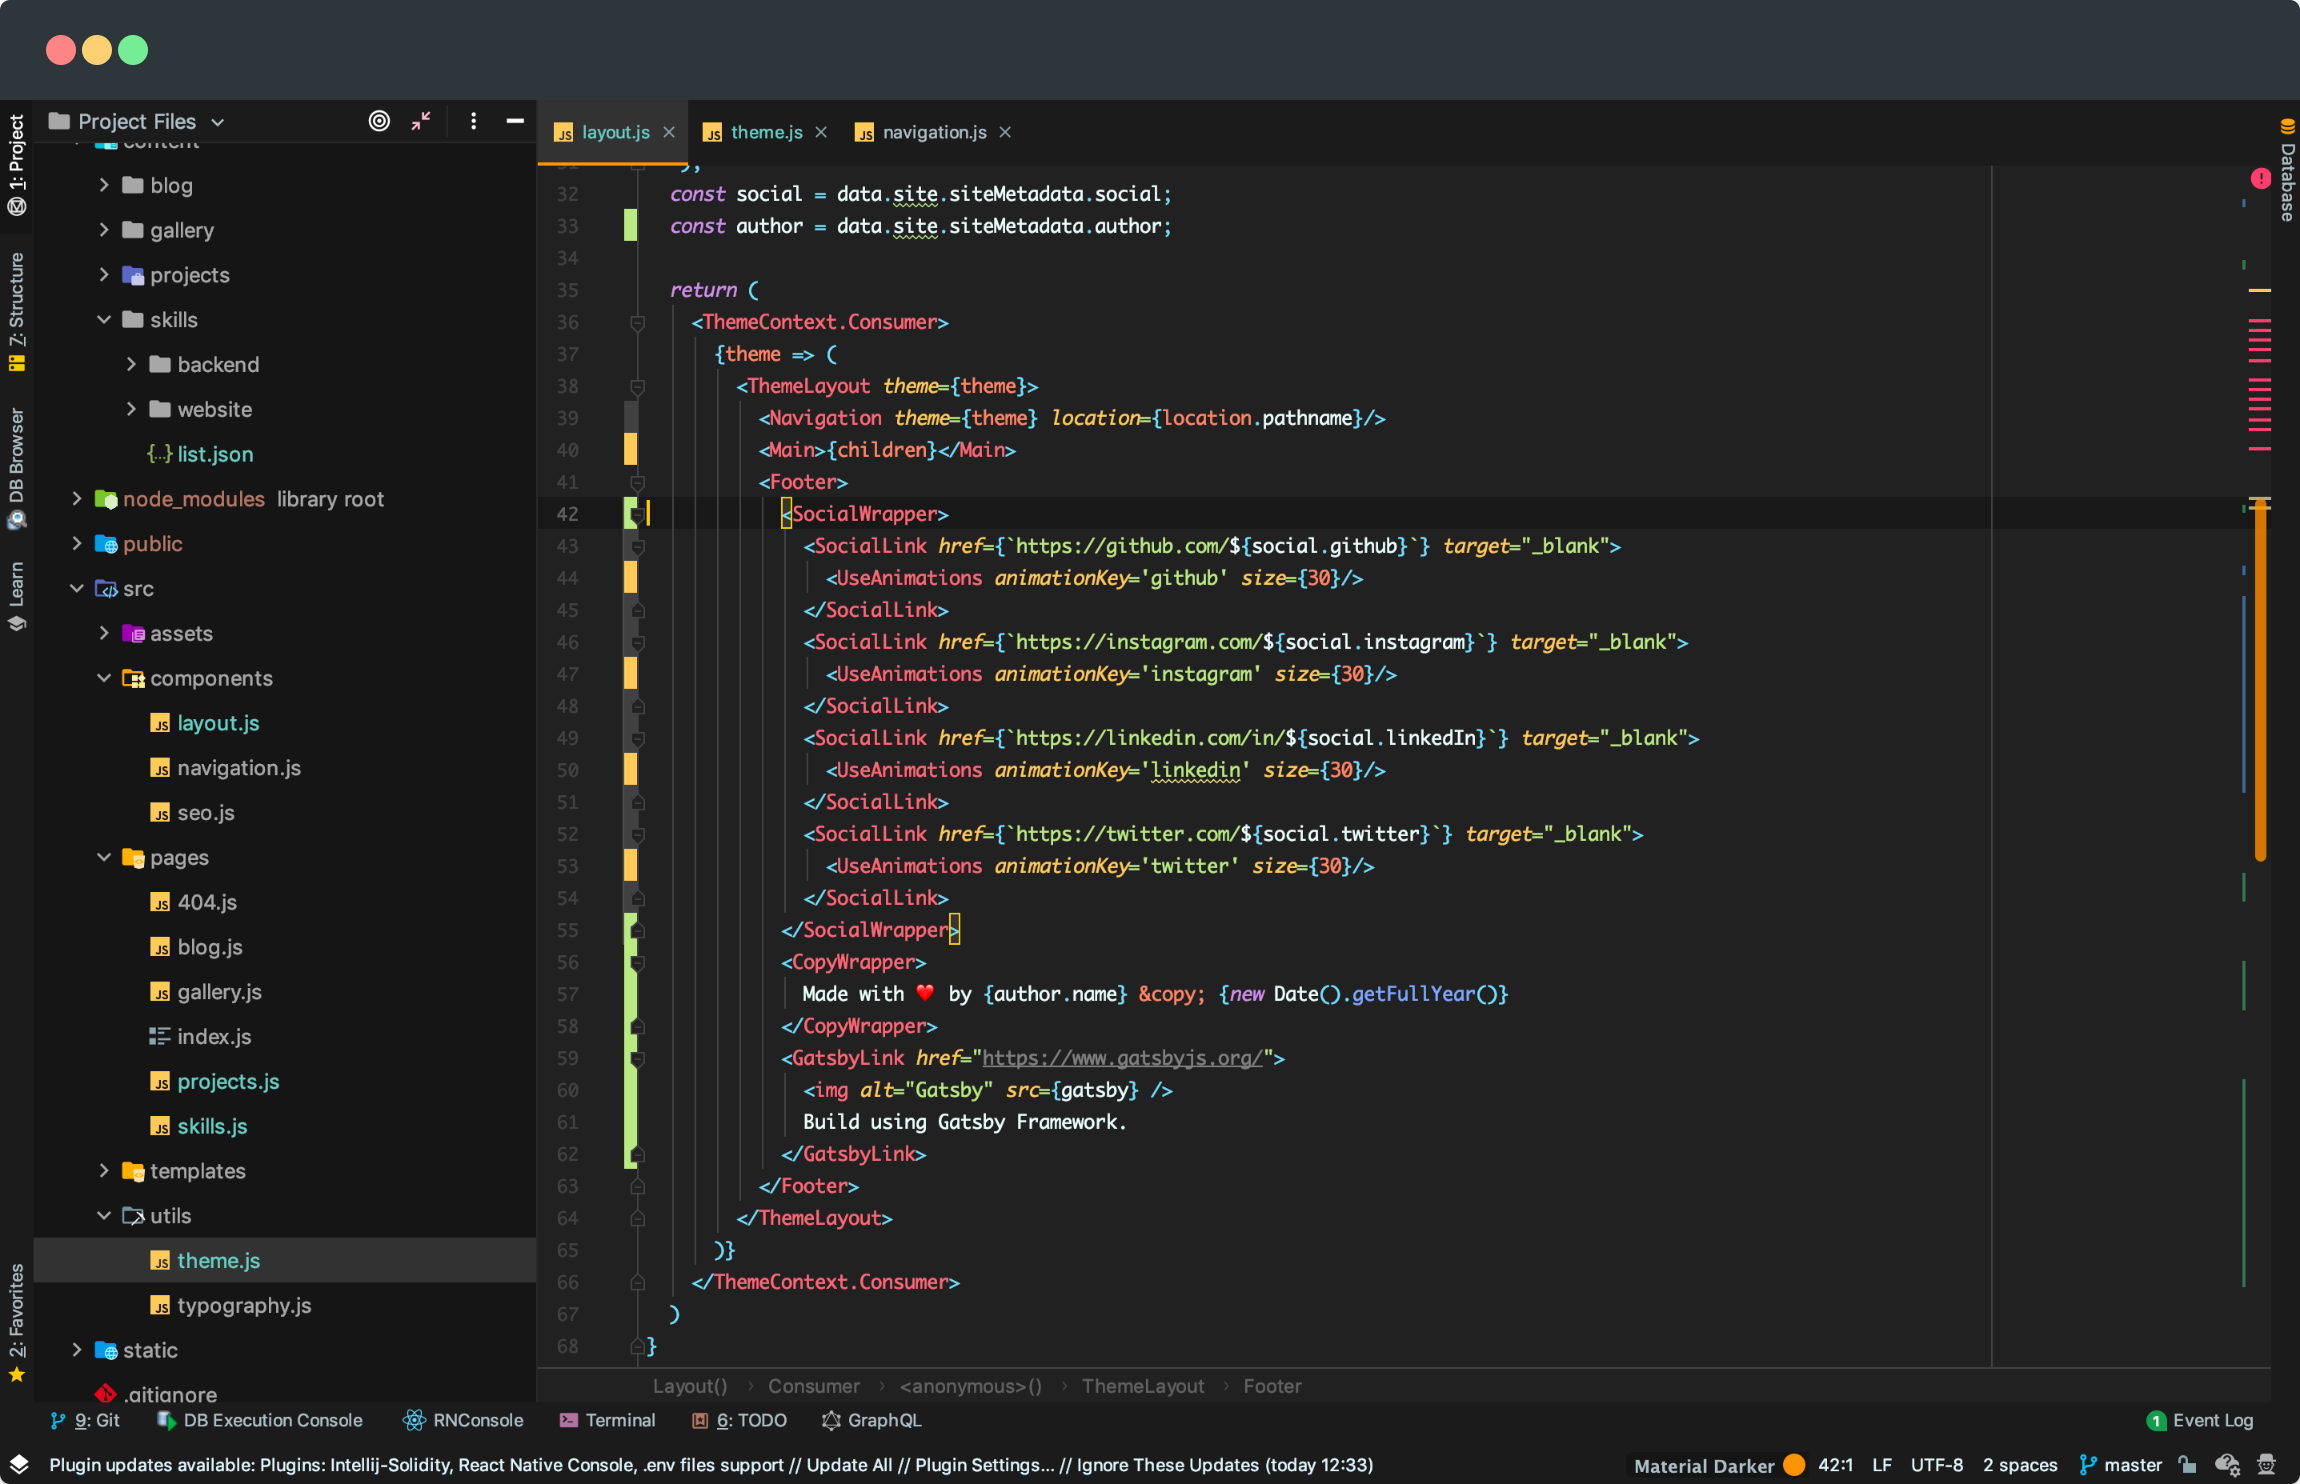 Project Files
layout.js
theme.js
navigation.js
1: Project
7: Structure
DB Browser
Learn
2: Favorites
Database
content
blog
gallery
projects
skills
backend
website
{..} list.json
node_modules library root
public
src
assets
components
layout.js
navigation.js
seo.js
pages
404.js
blog.js
gallery.js
index.js
projects.js
skills.js
templates
utils
theme.js
typography.js
static
.gitignore
32 const social = data.site.siteMetadata.social;
33 const author = data.site.siteMetadata.author;
34
35 return (
36 <ThemeContext.Consumer>
37 {theme => (
38 <ThemeLayout theme={theme}>
39 <Navigation theme={theme} location={location.pathname}/>
40 <Main>{children}</Main>
41 <Footer>
42 <SocialWrapper>
43 <SocialLink href={`https://github.com/${social.github}`} target="_blank">
44 <UseAnimations animationKey='github' size={30}/>
45 </SocialLink>
46 <SocialLink href={`https://instagram.com/${social.instagram}`} target="_blank">
47 <UseAnimations animationKey='instagram' size={30}/>
48 </SocialLink>
49 <SocialLink href={`https://linkedin.com/in/${social.linkedIn}`} target="_blank">
50 <UseAnimations animationKey='linkedin' size={30}/>
51 </SocialLink>
52 <SocialLink href={`https://twitter.com/${social.twitter}`} target="_blank">
53 <UseAnimations animationKey='twitter' size={30}/>
54 </SocialLink>
55 </SocialWrapper>
56 <CopyWrapper>
57 Made with ❤️ by {author.name} &copy; {new Date().getFullYear()}
58 </CopyWrapper>
59 <GatsbyLink href="https://www.gatsbyjs.org/">
60 <img alt="Gatsby" src={gatsby} />
61 Build using Gatsby Framework.
62 </GatsbyLink>
63 </Footer>
64 </ThemeLayout>
65 )}
66 </ThemeContext.Consumer>
67 )
68 }
Layout() › Consumer › <anonymous>() › ThemeLayout › Footer
9: Git
DB Execution Console
RNConsole
Terminal
6: TODO
GraphQL
1 Event Log
Plugin updates available: Plugins: Intellij-Solidity, React Native Console, .env files support // Update All // Plugin Settings... // Ignore These Updates (today 12:33)
Material Darker
42:1
LF
UTF-8
2 spaces
master